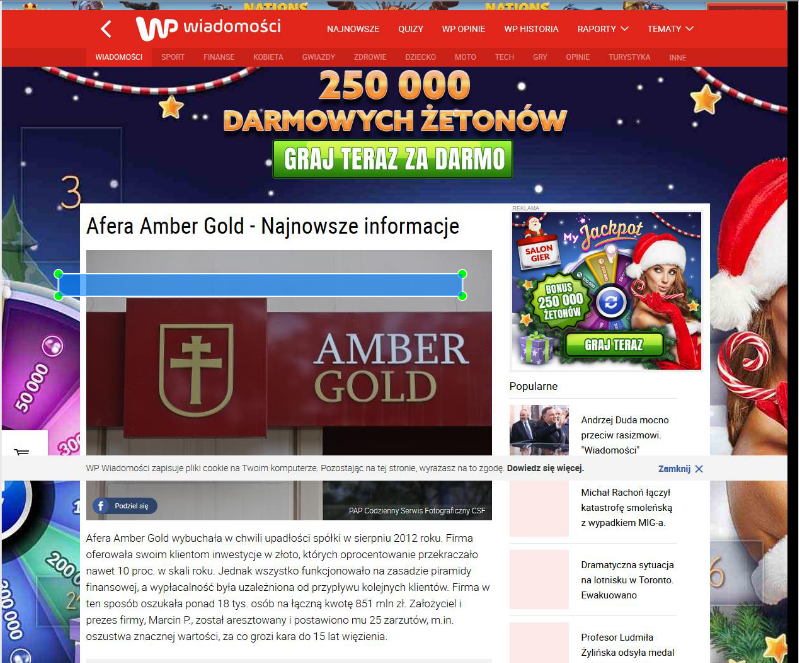 NATIONS
NATIONS
WP wiadomości
NAJNOWSZE QUIZY WP OPINIE WP HISTORIA RAPORTY TEMATY
WIADOMOŚCI SPORT FINANSE KOBIETA GWIAZDY ZDROWIE DZIECKO MOTO TECH GRY OPINIE TURYSTYKA INNE
250 000
DARMOWYCH ŻETONÓW
GRAJ TERAZ ZA DARMO
3
Afera Amber Gold - Najnowsze informacje
REKLAMA
SALON
GIER
My Jackpot
BONUS
250 000
ŻETONÓW
GRAJ TERAZ
AMBER
GOLD
50 000
300
Popularne
Andrzej Duda mocno
przeciw rasizmowi.
"Wiadomości"
WP Wiadomości zapisuje pliki cookie na Twoim komputerze. Pozostając na tej stronie, wyrażasz na to zgodę. Dowiedz się więcej.
Zamknij
Podziel się
PAP Codzienny Serwis Fotograficzny CSF
Michał Rachoń łączył
katastrofę smoleńską
z wypadkiem MIG-a.
Afera Amber Gold wybuchała w chwili upadłości spółki w sierpniu 2012 roku. Firma
oferowała swoim klientom inwestycje w złoto, których oprocentowanie przekraczało
nawet 10 proc. w skali roku. Jednak wszystko funkcjonowało na zasadzie piramidy
finansowej, a wypłacalność była uzależniona od przypływu kolejnych klientów. Firma w
ten sposób oszukała ponad 18 tys. osób na łączną kwotę 851 mln zł. Założyciel i
prezes firmy, Marcin P., został aresztowany i postawiono mu 25 zarzutów, m.in.
oszustwa znacznej wartości, za co grozi kara do 15 lat więzienia.
Dramatyczna sytuacja
na lotnisku w Toronto.
Ewakuowano
Profesor Ludmiła
Żylińska odsyła medal
200
6